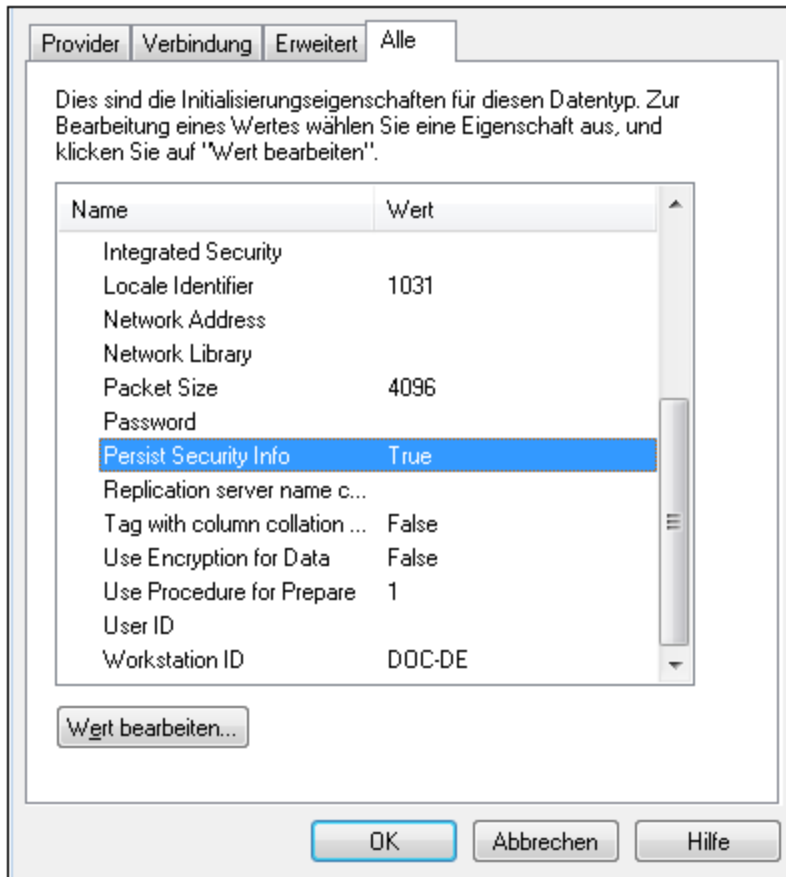 Provider Verbindung Erweitert Alle
Dies sind die Initialisierungseigenschaften für diesen Datentyp. Zur
Bearbeitung eines Wertes wählen Sie eine Eigenschaft aus, und
klicken Sie auf "Wert bearbeiten".
Name Wert
Integrated Security
Locale Identifier 1031
Network Address
Network Library
Packet Size 4096
Password
Persist Security Info True
Replication server name c...
Tag with column collation ... False
Use Encryption for Data False
Use Procedure for Prepare 1
User ID
Workstation ID DOC-DE
Wert bearbeiten...
OK Abbrechen Hilfe